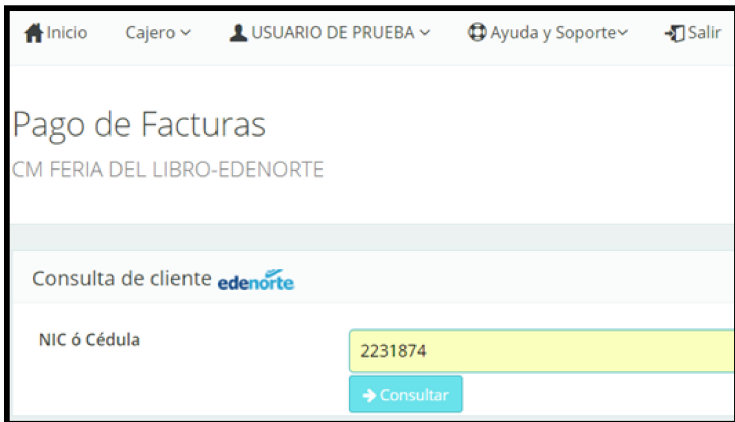 Inicio Cajero USUARIO DE PRUEBA Ayuda y Soporte Salir
Pago de Facturas
CM FERIA DEL LIBRO-EDENORTE
Consulta de cliente edenorte
NIC ó Cédula
2231874
Consultar